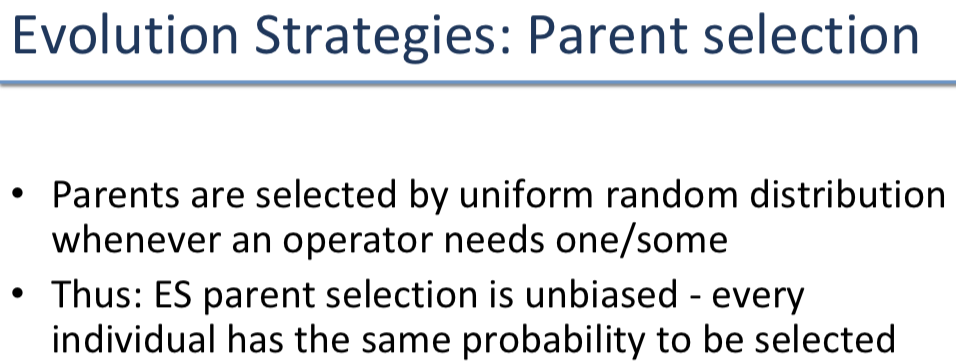 Evolution Strategies: Parent selection
• Parents are selected by uniform random distribution
whenever an operator needs one/some
• Thus: ES parent selection is unbiased - every
individual has the same probability to be selected